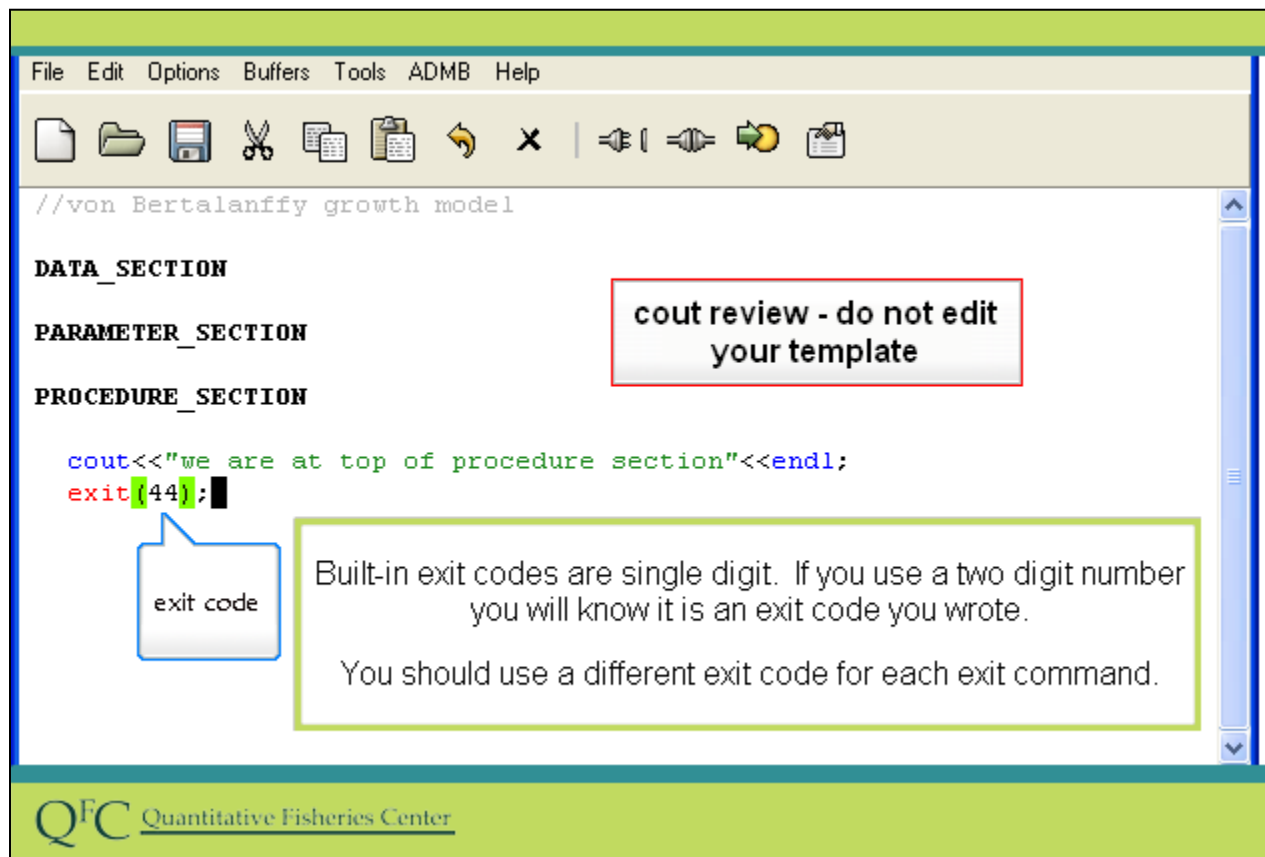 File Edit Options Buffers Tools ADMB Help
//von Bertalanffy growth model
DATA_SECTION
cout review - do not edit
your template
PARAMETER_SECTION
PROCEDURE_SECTION
cout<<"we are at top of procedure section"<<endl;
exit(44);
exit code
Built-in exit codes are single digit. If you use a two digit number
you will know it is an exit code you wrote.
You should use a different exit code for each exit command.
QFC Quantitative Fisheries Center